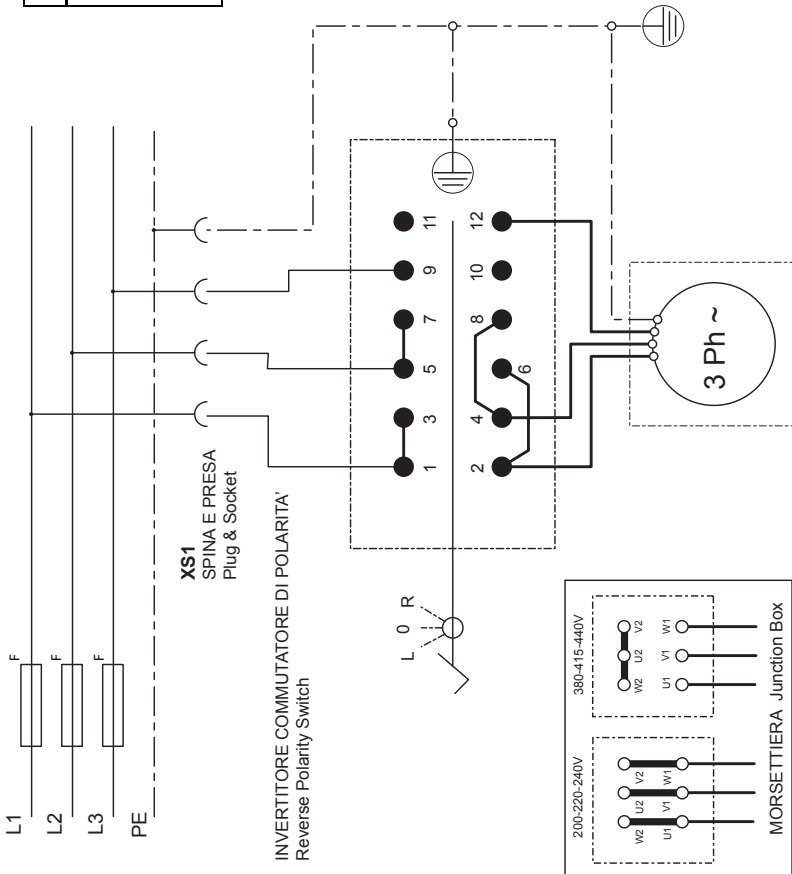 L1
L2
L3
PE
F
F
F
XS1
SPINA E PRESA
Plug & Socket
INVERTITORE COMMUTATORE DI POLARITA'
Reverse Polarity Switch
L 0 R
1 3 5 7 9 11
2 4 6 8 10 12
3 Ph ~
200-220-240V
W2 U2 V2
U1 V1 W1
380-415-440V
W2 U2 V2
U1 V1 W1
MORSETTIERA Junction Box